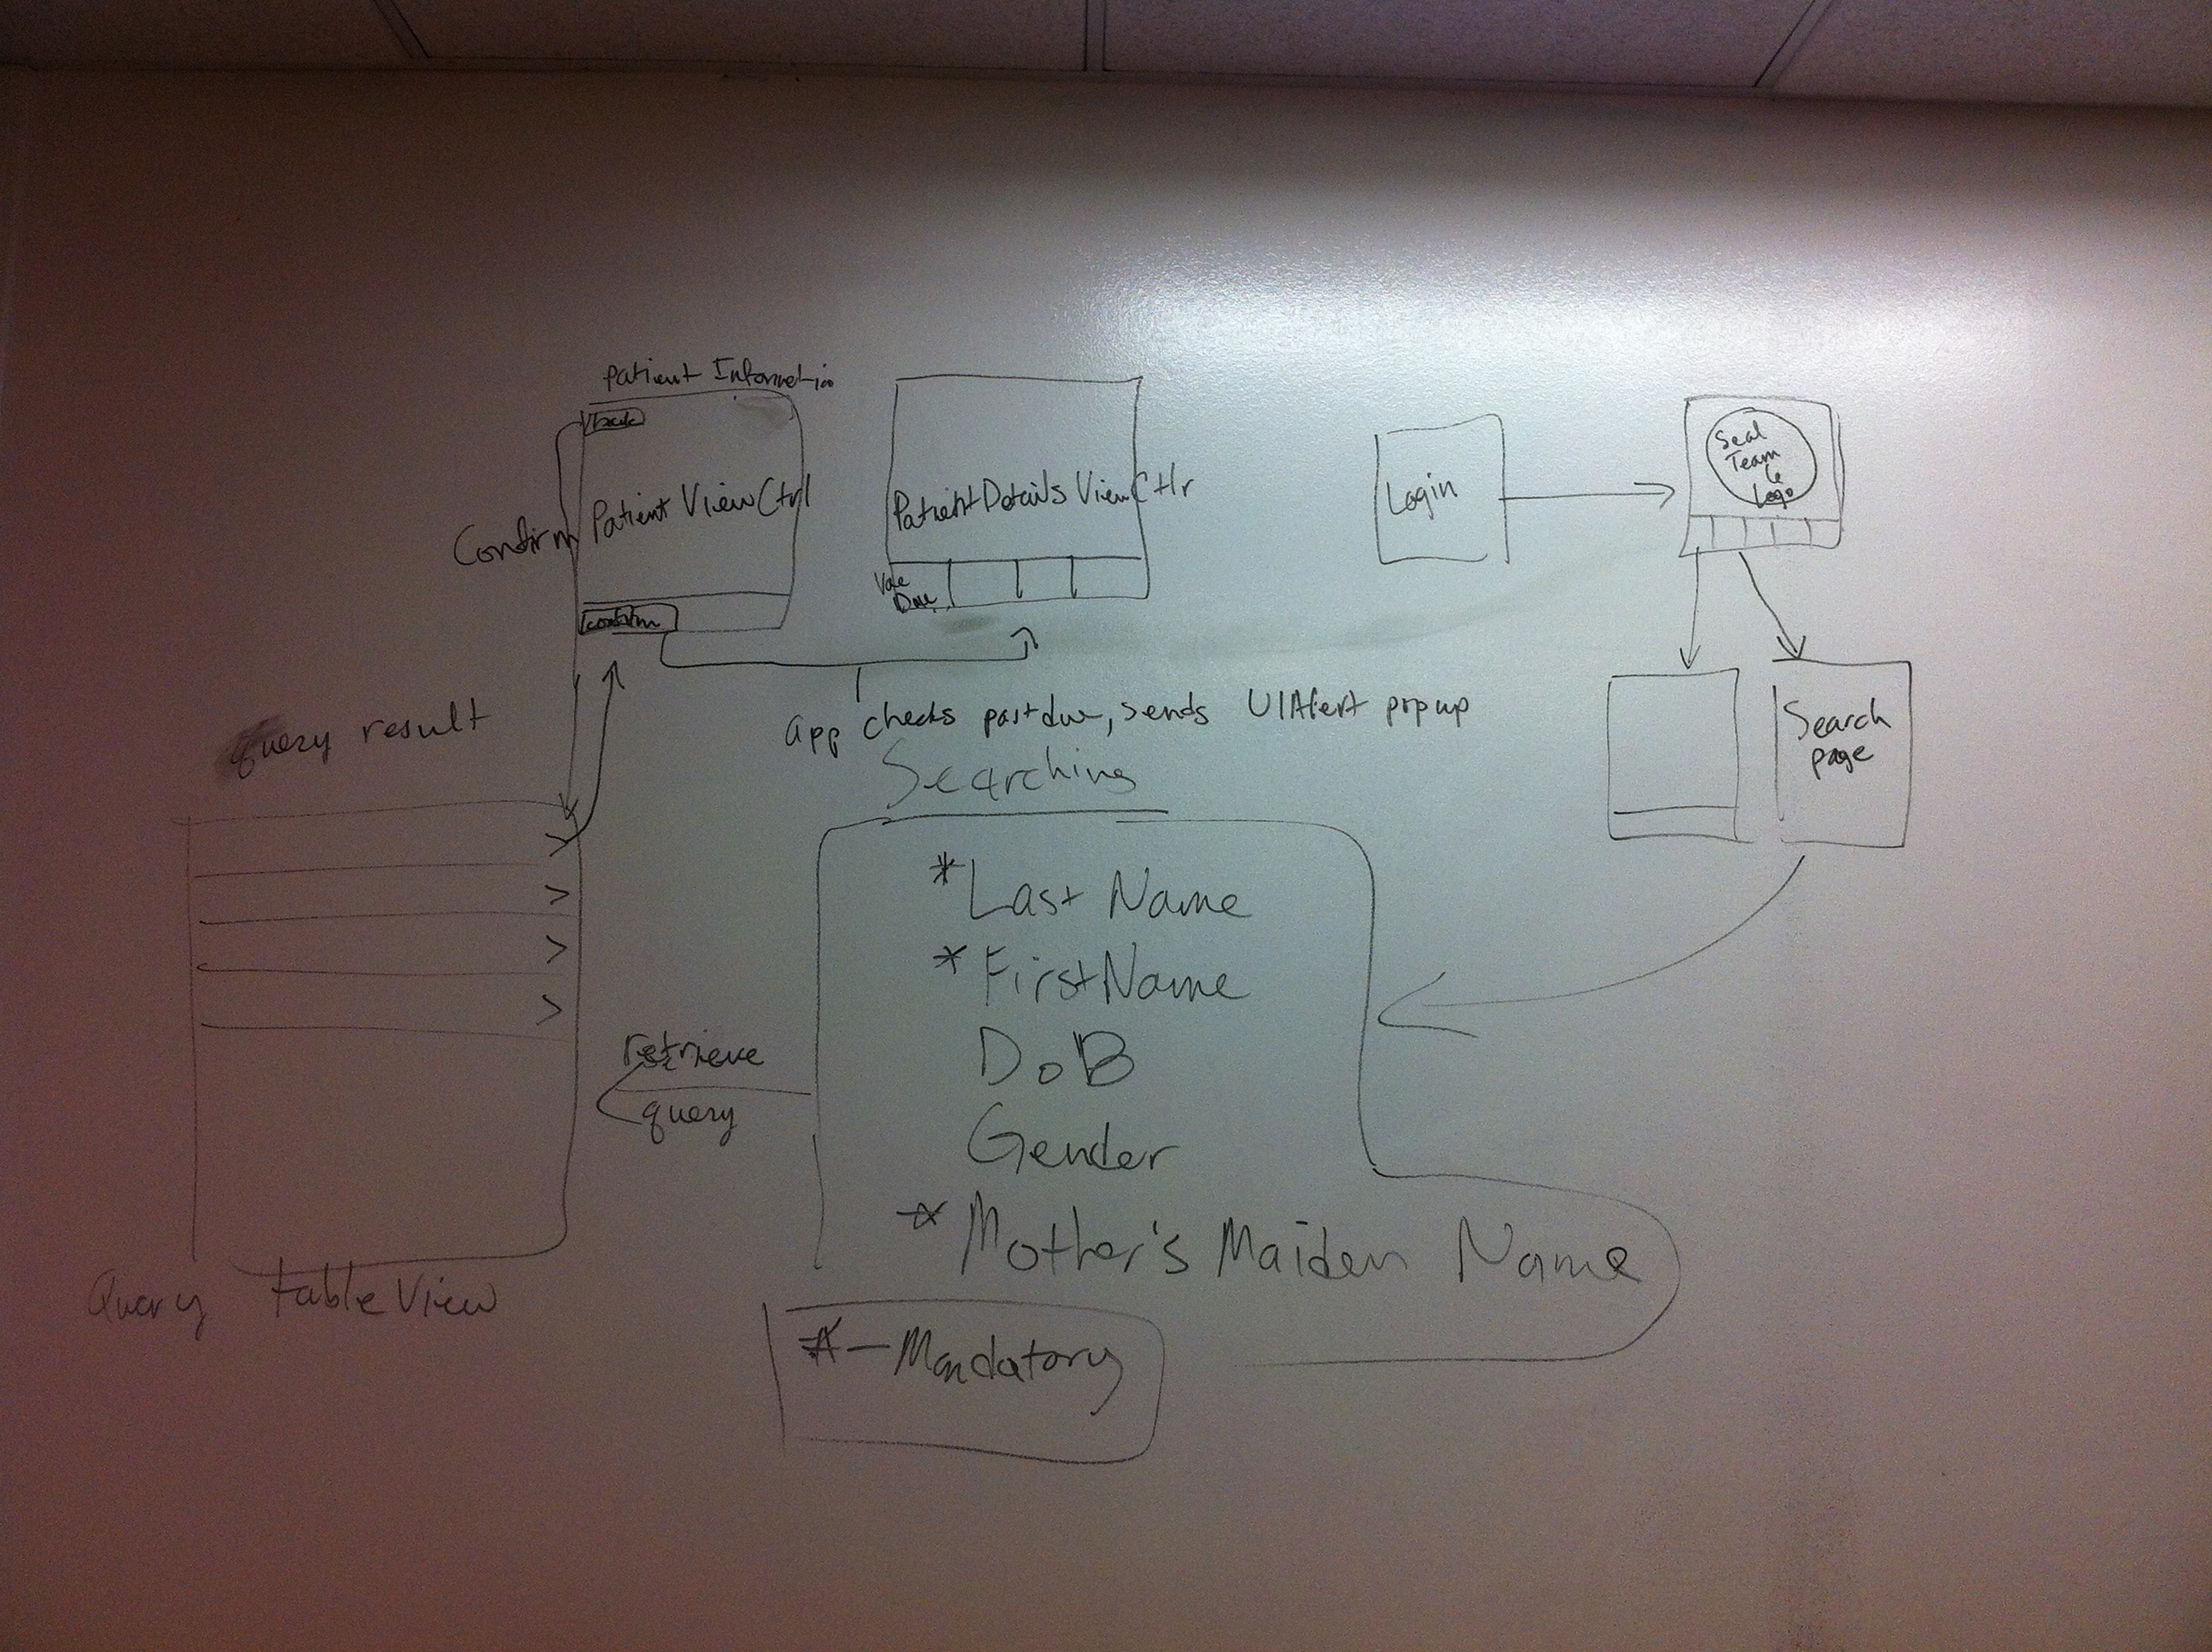 Patient Information
back
Patient View Ctrl
Confirm
confirm
Patient Details View Ctlr
Due
Login
Seal
Team
6
Logo
Search
page
app checks past due, sends UIAlert popup
query result
Searching
*Last Name
*First Name
DoB
Gender
*Mother's Maiden Name
retrieve
query
Query tableView
*-Mandatory